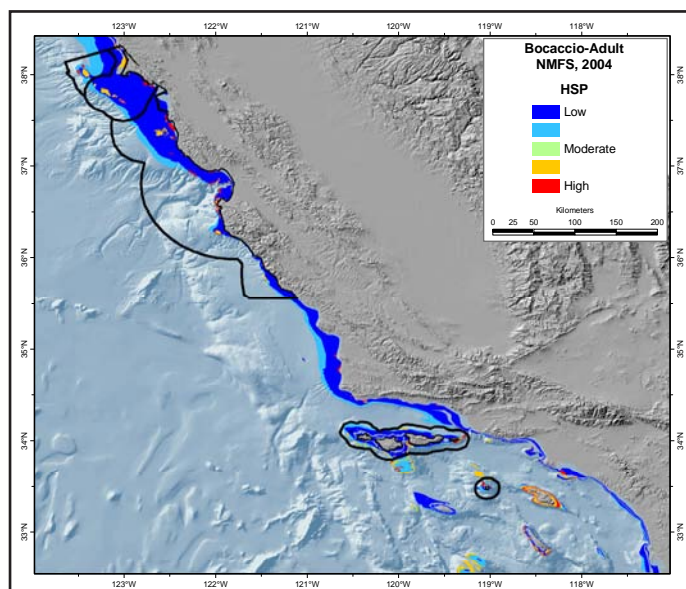 123°W 122°W 121°W 120°W 119°W 118°W
Bocaccio-Adult
NMFS, 2004
HSP
Low
Moderate
High
Kilometers
0 25 50 100 150 200
38°N 38°N
37°N 37°N
36°N 36°N
35°N 35°N
34°N 34°N
33°N 33°N
123°W 122°W 121°W 120°W 119°W 118°W